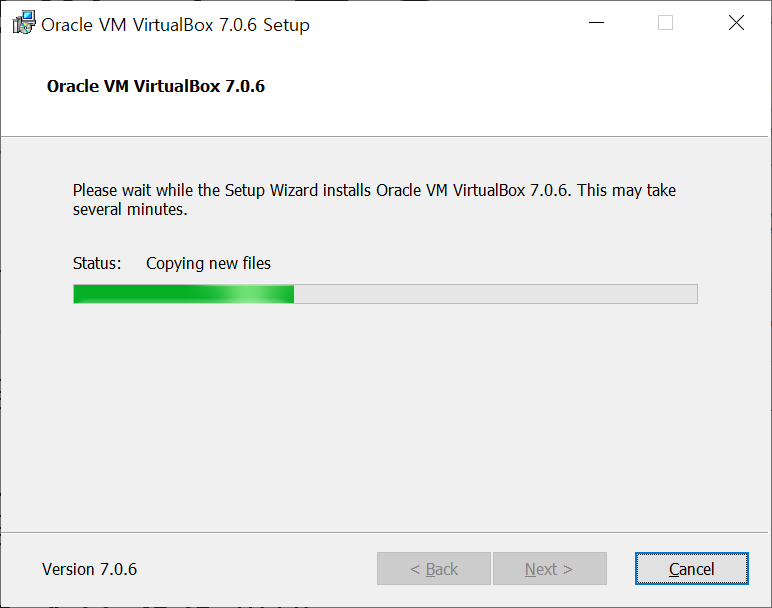 Oracle VM VirtualBox 7.0.6 Setup
Oracle VM VirtualBox 7.0.6
Please wait while the Setup Wizard installs Oracle VM VirtualBox 7.0.6. This may take
several minutes.
Status: Copying new files
Version 7.0.6
< Back
Next >
Cancel